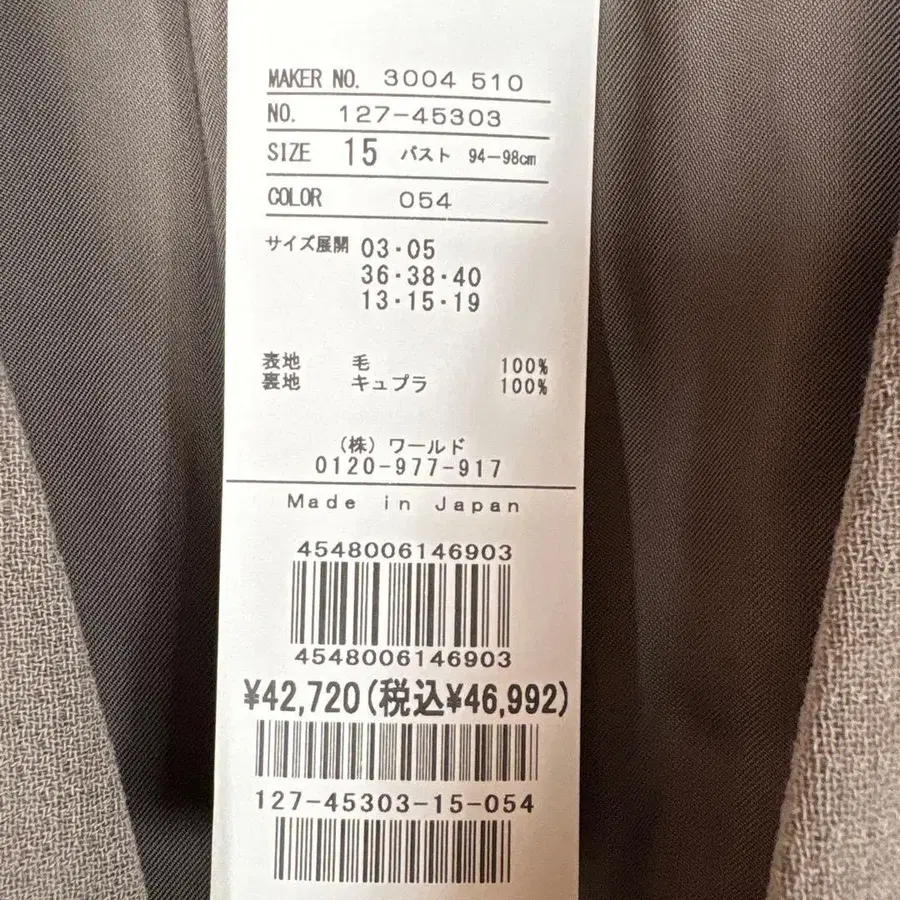 MAKER NO. 3004 510
NO. 127-45303
SIZE 15 バスト 94-98cm
COLOR 054
サイズ展開 03・05
36・38・40
13・15・19
表地 毛 100%
裏地 キュプラ 100%
(株)ワールド
0120-977-917
Made in Japan
4548006146903
4548006146903
¥42,720(税込¥46,992)
127-45303-15-054